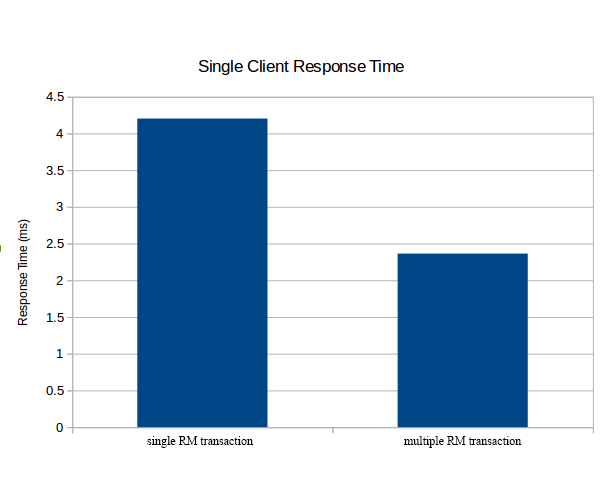 Single Client Response Time
4.5
4
3.5
3
2.5
2
1.5
1
0.5
0
Response Time (ms)
single RM transaction
multiple RM transaction